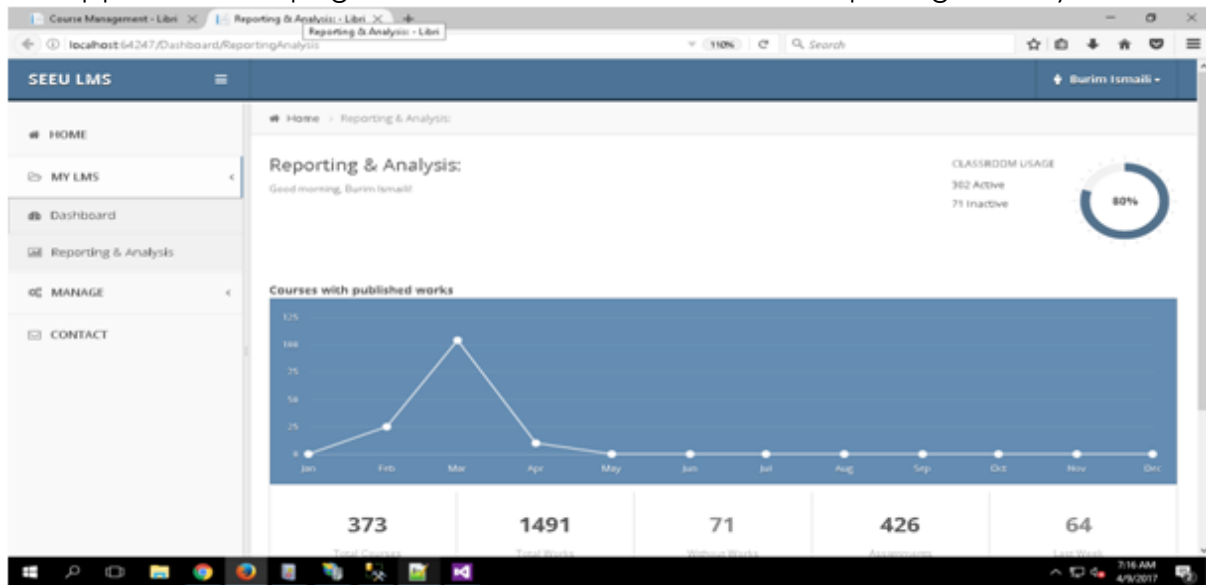 Course Management - Libri
Reporting & Analysis: - Libri
Reporting & Analysis: - Libri
localhost:64247/Dashboard/ReportingAnalysis
110%
Search
SEEU LMS
Burim Ismaili
HOME
MY LMS
Dashboard
Reporting & Analysis
MANAGE
CONTACT
Home > Reporting & Analysis:
Reporting & Analysis:
Good morning, Burim Ismaili!
CLASSROOM USAGE
302 Active
71 Inactive
80%
Courses with published works
125
100
75
50
25
0
Jan Feb Mar Apr May Jun Jul Aug Sep Oct Nov Dec
373 1491 71 426 64
Total Courses Total Works Without Works Assignments Last Week
7:16 AM
4/9/2017